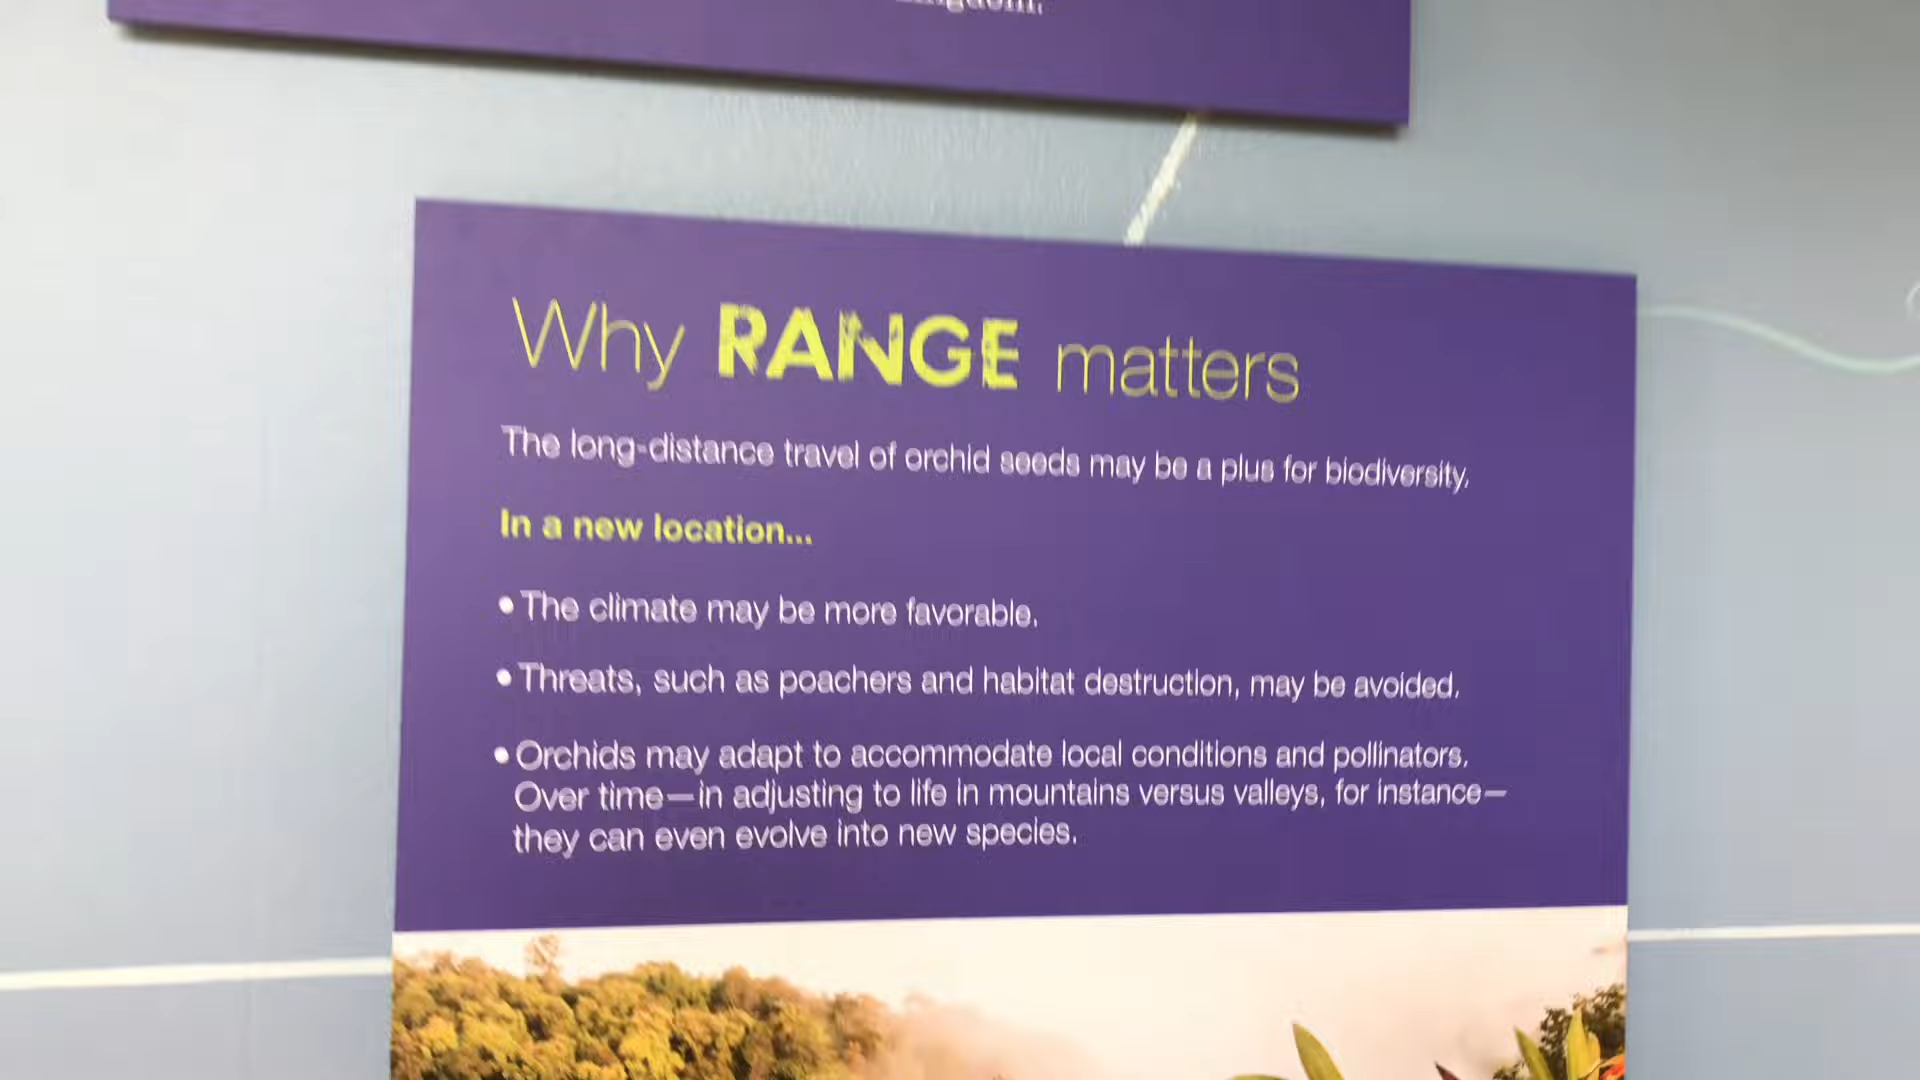 Why RANGE matters
The long-distance travel of orchid seeds may be a plus for biodiversity.
In a new location...
• The climate may be more favorable.
• Threats, such as poachers and habitat destruction, may be avoided.
• Orchids may adapt to accommodate local conditions and pollinators.
Over time—in adjusting to life in mountains versus valleys, for instance—
they can even evolve into new species.